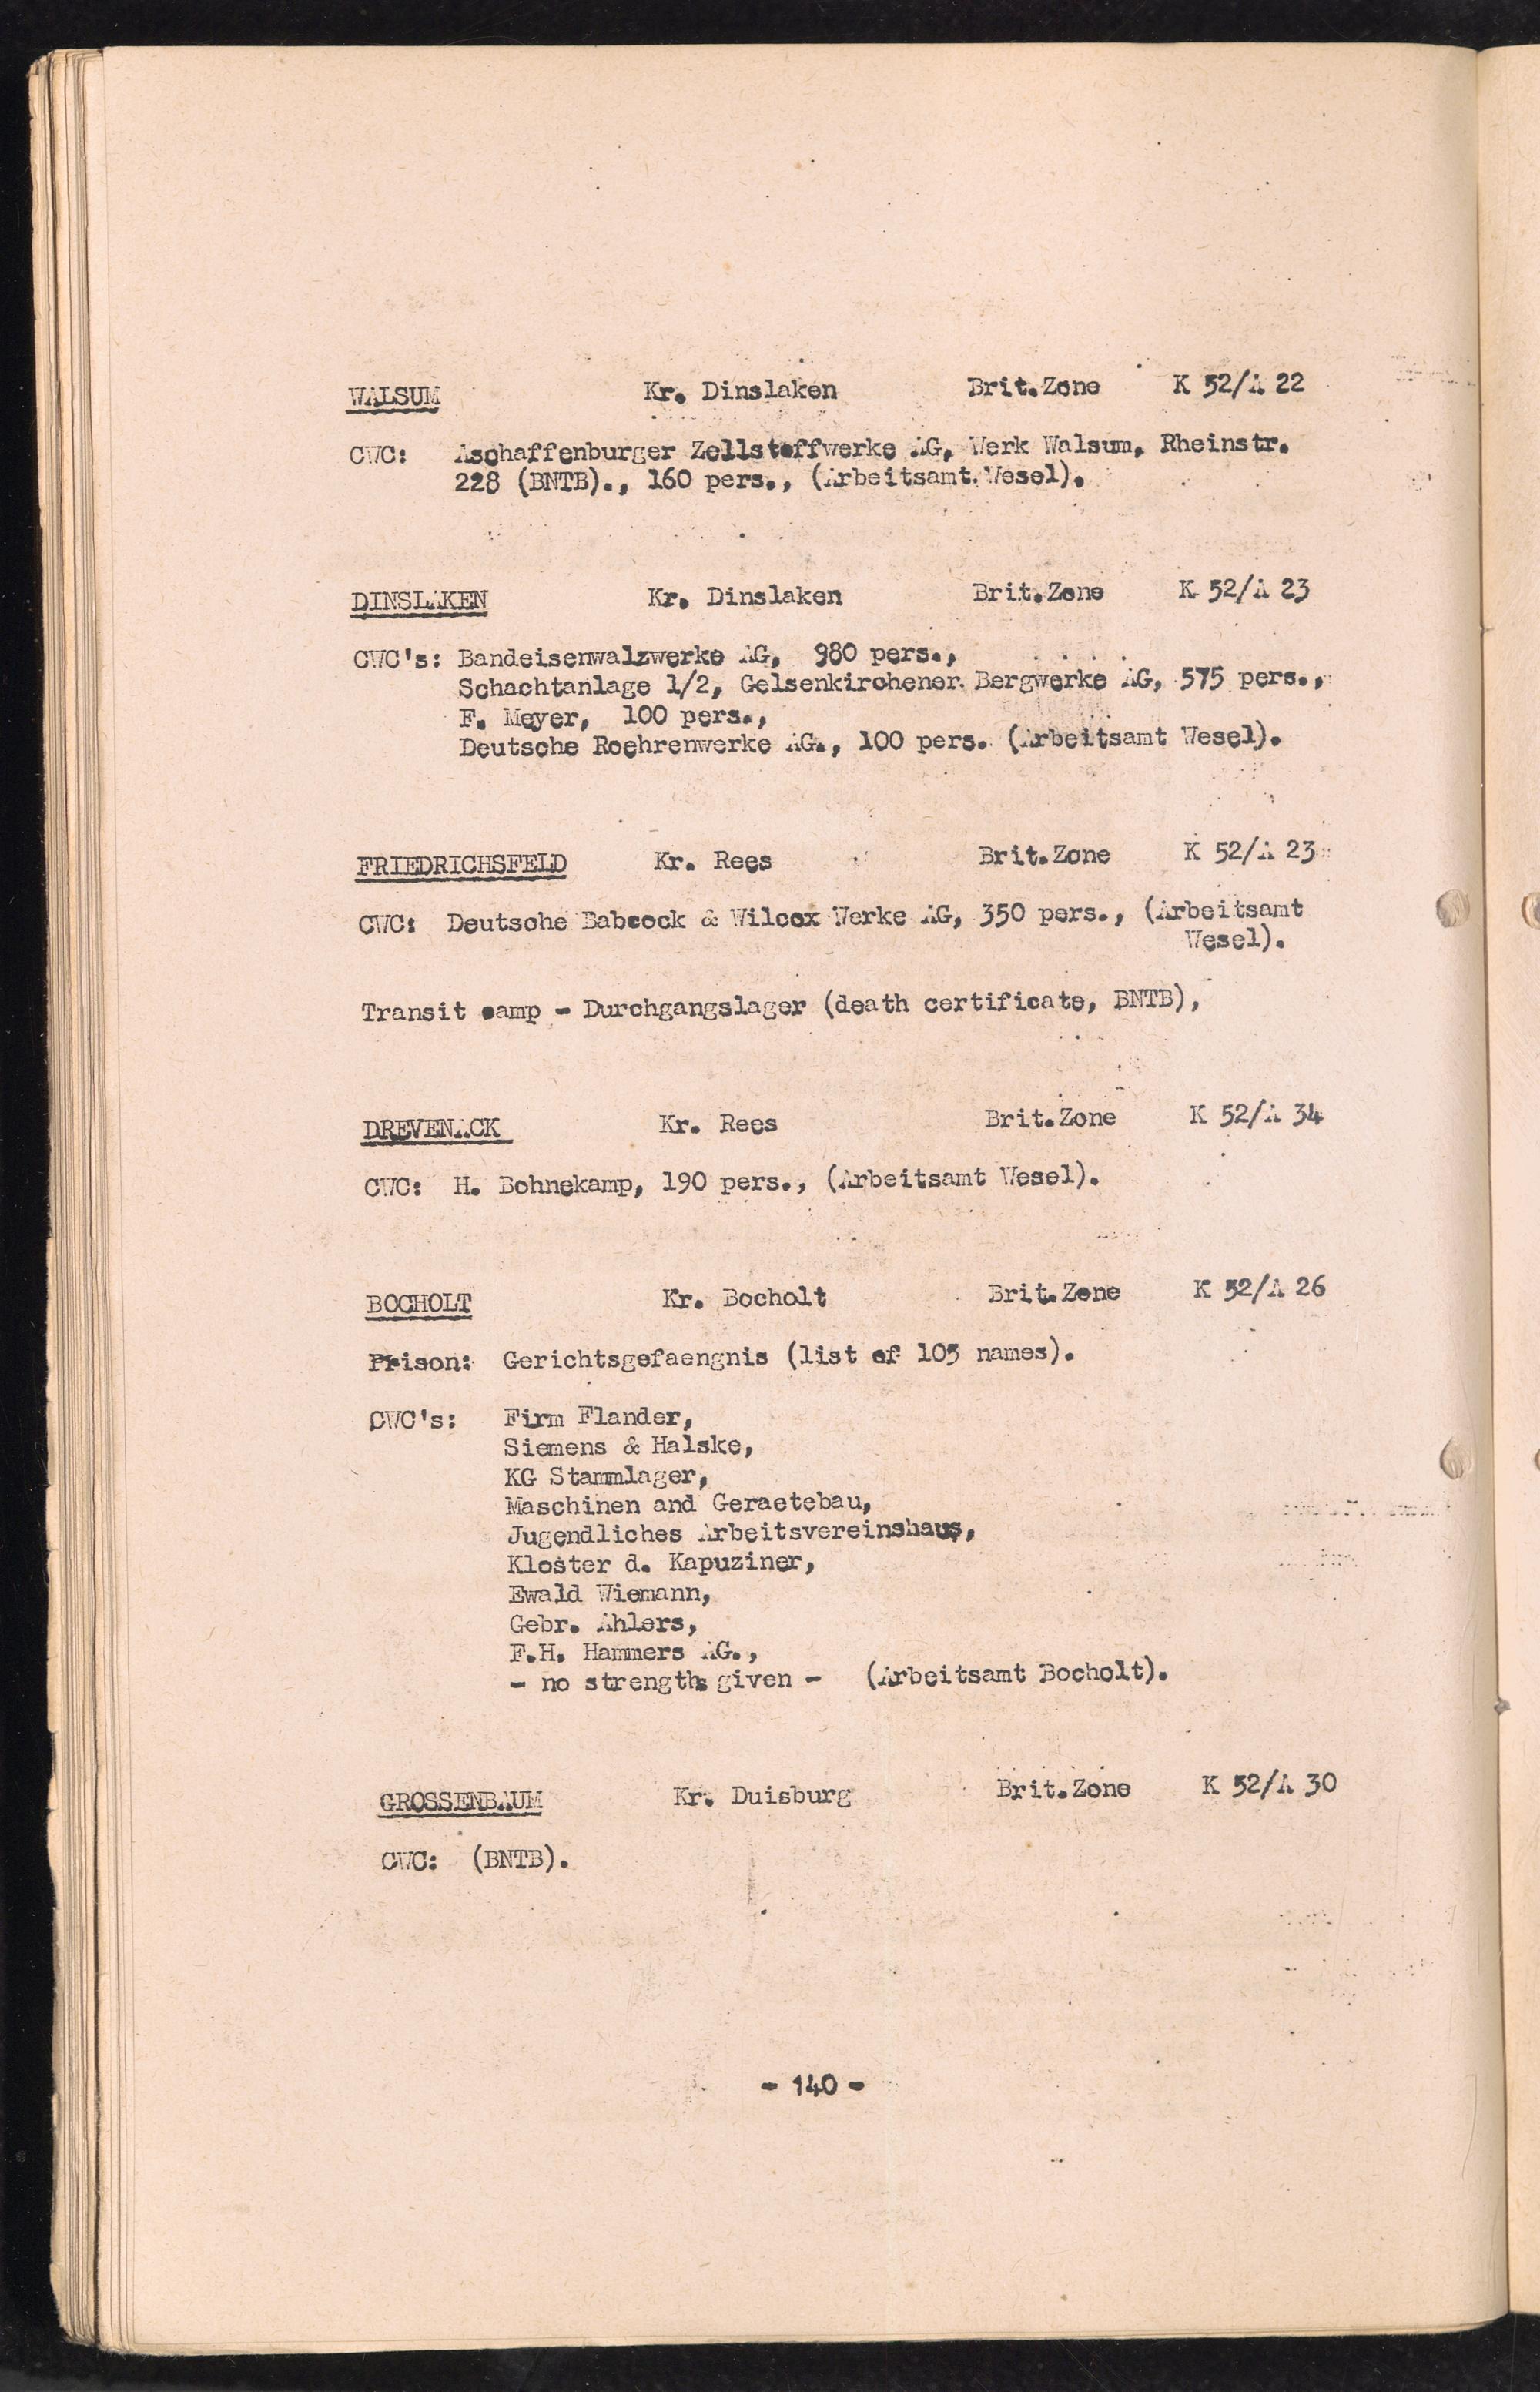 WALSUM Kr. Dinslaken Brit.Zone K 52/A 22
CWC: Aschaffenburger Zellstoffwerke AG, Werk Walsum, Rheinstr.
228 (BNTB)., 160 pers., (Arbeitsamt Wesel).
DINSLAKEN Kr. Dinslaken Brit.Zone K 52/A 23
CWC's: Bandeisenwalzwerke AG, 980 pers.,
Schachtanlage 1/2, Gelsenkirchener Bergwerke AG, 575 pers.,
F. Meyer, 100 pers.,
Deutsche Roehrenwerke AG., 100 pers. (Arbeitsamt Wesel).
FRIEDRICHSFELD Kr. Rees Brit.Zone K 52/A 23
CWC: Deutsche Babcock & Wilcox Werke AG, 350 pers., (Arbeitsamt
Wesel).
Transit camp - Durchgangslager (death certificate, BNTB),
DREVENACK Kr. Rees Brit.Zone K 52/A 34
CWC: H. Bohnekamp, 190 pers., (Arbeitsamt Wesel).
BOCHOLT Kr. Bocholt Brit.Zone K 52/A 26
Prison: Gerichtsgefaengnis (list of 105 names).
CWC's: Firm Flander,
Siemens & Halske,
KG Stammlager,
Maschinen and Geraetebau,
Jugendliches Arbeitsvereinshaus,
Kloster d. Kapuziner,
Ewald Wiemann,
Gebr. Ahlers,
F.H. Hammers AG.,
- no strength given - (Arbeitsamt Bocholt).
GROSSENBAUM Kr. Duisburg Brit.Zone K 52/A 30
CWC: (BNTB).
- 140 -